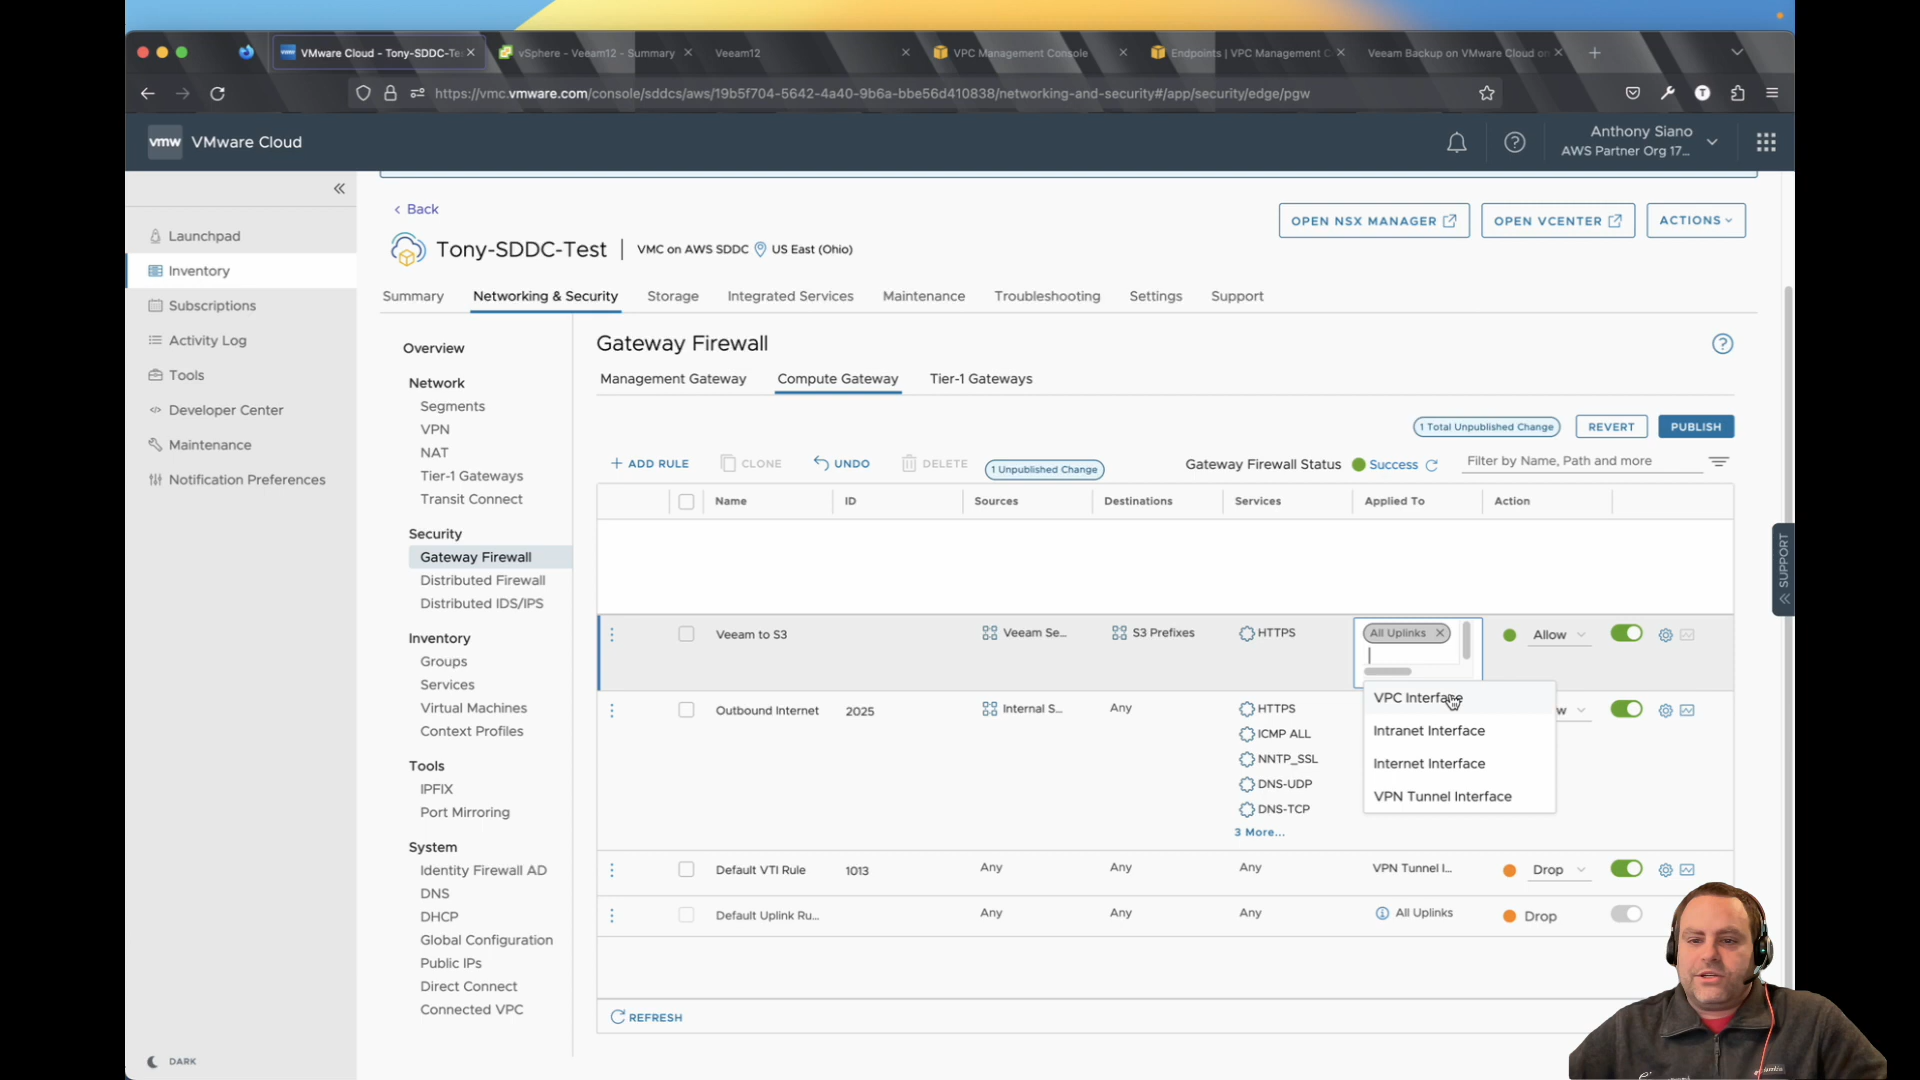 VMware Cloud - Tony-SDDC-Te
vSphere - Veeam12 - Summary
Veeam12
VPC Management Console
Endpoints | VPC Management C
Veeam Backup on VMware Cloud on
https://vmc.vmware.com/console/sddcs/aws/19b5f704-5642-4a40-9b6a-bbe56d410838/networking-and-security#/app/security/edge/pgw
T
vmw VMware Cloud
Anthony Siano
AWS Partner Org 17...
Launchpad
Inventory
Subscriptions
Activity Log
Tools
Developer Center
Maintenance
Notification Preferences
DARK
Back
OPEN NSX MANAGER
OPEN VCENTER
ACTIONS
Tony-SDDC-Test
VMC on AWS SDDC
US East (Ohio)
Summary
Networking & Security
Storage
Integrated Services
Maintenance
Troubleshooting
Settings
Support
Overview
Network
Segments
VPN
NAT
Tier-1 Gateways
Transit Connect
Security
Gateway Firewall
Distributed Firewall
Distributed IDS/IPS
Inventory
Groups
Services
Virtual Machines
Context Profiles
Tools
IPFIX
Port Mirroring
System
Identity Firewall AD
DNS
DHCP
Global Configuration
Public IPs
Direct Connect
Connected VPC
Gateway Firewall
Management Gateway
Compute Gateway
Tier-1 Gateways
1 Total Unpublished Change
REVERT
PUBLISH
+ ADD RULE
CLONE
UNDO
DELETE
1 Unpublished Change
Gateway Firewall Status
Success
Filter by Name, Path and more
Name
ID
Sources
Destinations
Services
Applied To
Action
Veeam to S3
Veeam Se...
S3 Prefixes
HTTPS
All Uplinks
Allow
VPC Interface
Intranet Interface
Internet Interface
VPN Tunnel Interface
Outbound Internet
2025
Internal S...
Any
HTTPS
ICMP ALL
NNTP_SSL
DNS-UDP
DNS-TCP
3 More...
w
Default VTI Rule
1013
Any
Any
Any
VPN Tunnel I...
Drop
Default Uplink Ru...
Any
Any
Any
All Uplinks
Drop
REFRESH
SUPPORT